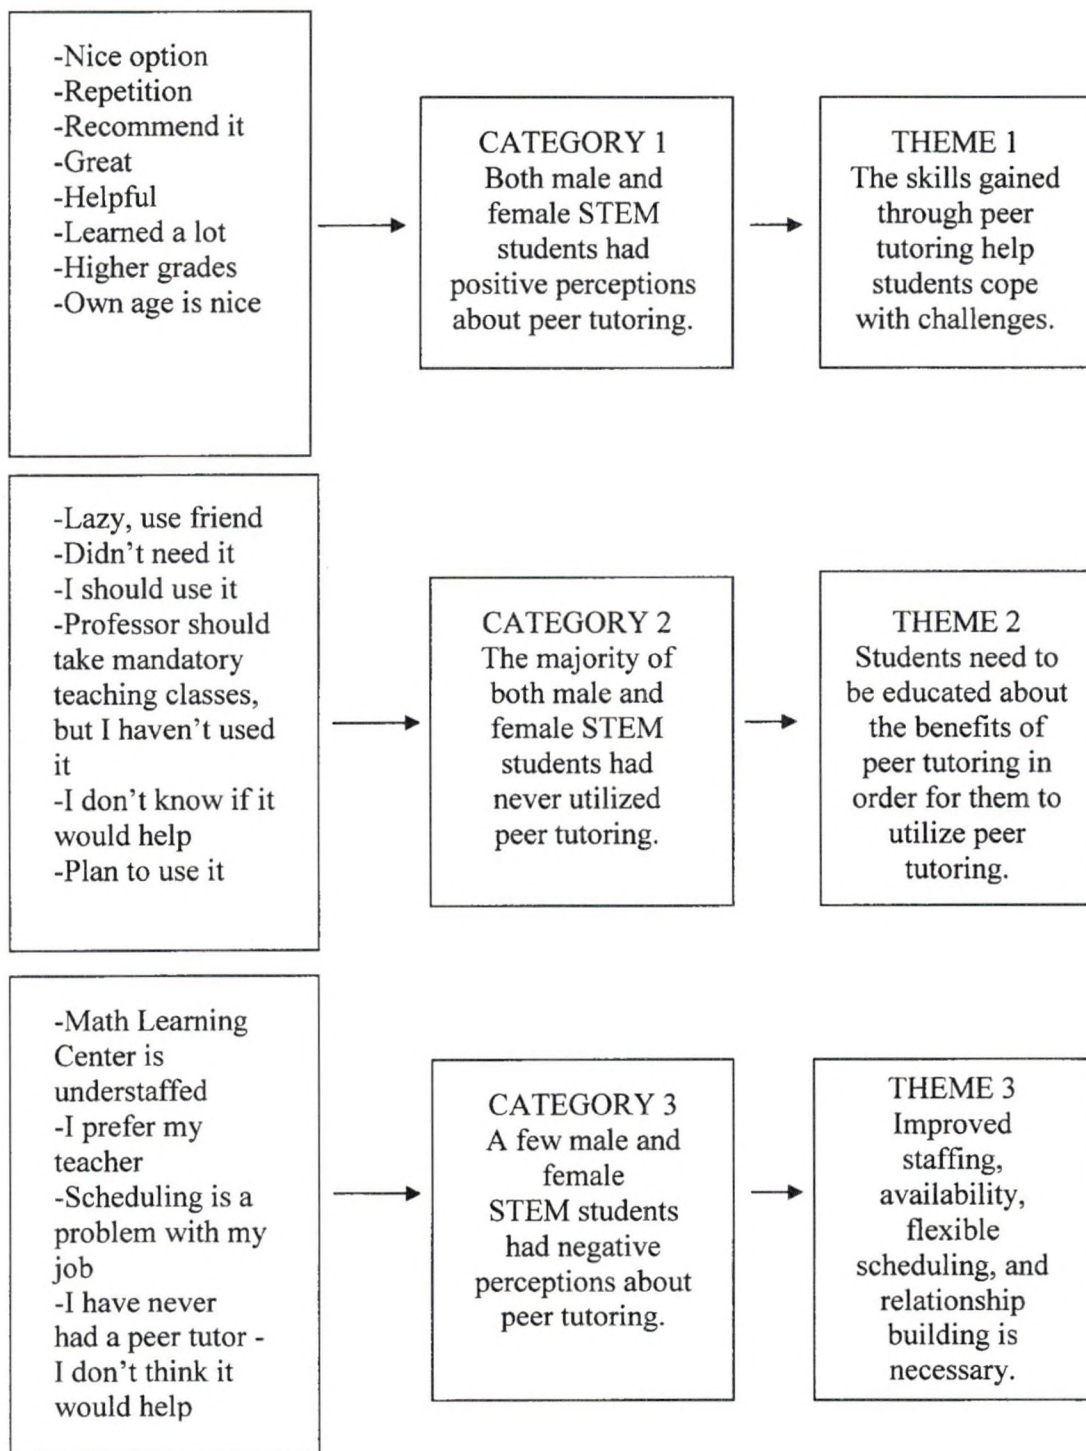 -Nice option
-Repetition
-Recommend it
-Great
-Helpful
-Learned a lot
-Higher grades
-Own age is nice
CATEGORY 1
Both male and
female STEM
students had
positive perceptions
about peer tutoring.
THEME 1
The skills gained
through peer
tutoring help
students cope
with challenges.
-Lazy, use friend
-Didn't need it
-I should use it
-Professor should
take mandatory
teaching classes,
but I haven't used
it
-I don't know if it
would help
-Plan to use it
CATEGORY 2
The majority of
both male and
female STEM
students had
never utilized
peer tutoring.
THEME 2
Students need to
be educated about
the benefits of
peer tutoring in
order for them to
utilize peer
tutoring.
-Math Learning
Center is
understaffed
-I prefer my
teacher
-Scheduling is a
problem with my
job
-I have never
had a peer tutor -
I don't think it
would help
CATEGORY 3
A few male and
female
STEM students
had negative
perceptions about
peer tutoring.
THEME 3
Improved
staffing,
availability,
flexible
scheduling, and
relationship
building is
necessary.